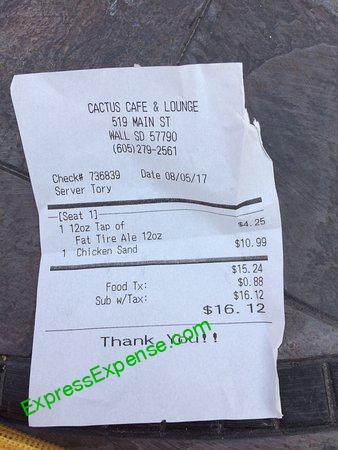 CACTUS CAFE & LOUNGE
519 MAIN ST
WALL SD 57790
(605)279-2561
Check# 736839 Date 08/05/17
Server Tory
[Seat 1]
1 12oz Tap of $4.25
Fat Tire Ale 12oz
1 Chicken Sand $10.99
$15.24
Food Tx: $0.88
Sub w/Tax: $16.12
$16.12
Thank You!!
ExpressExpense.com